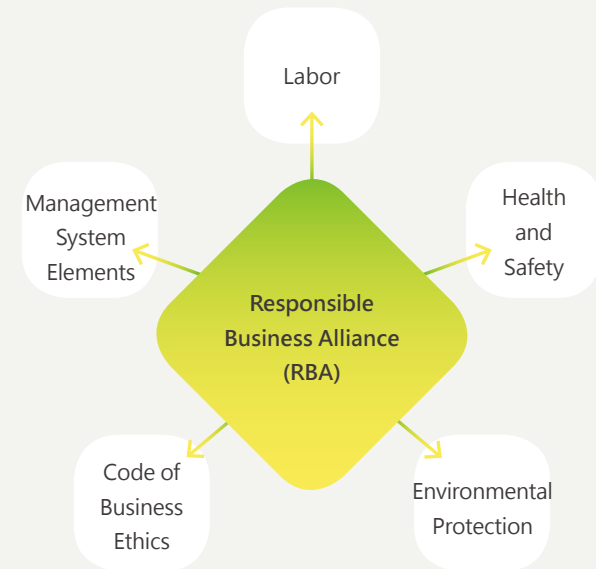 Labor
Management
System
Elements
Health
and
Safety
Responsible
Business Alliance
(RBA)
Code of
Business
Ethics
Environmental
Protection